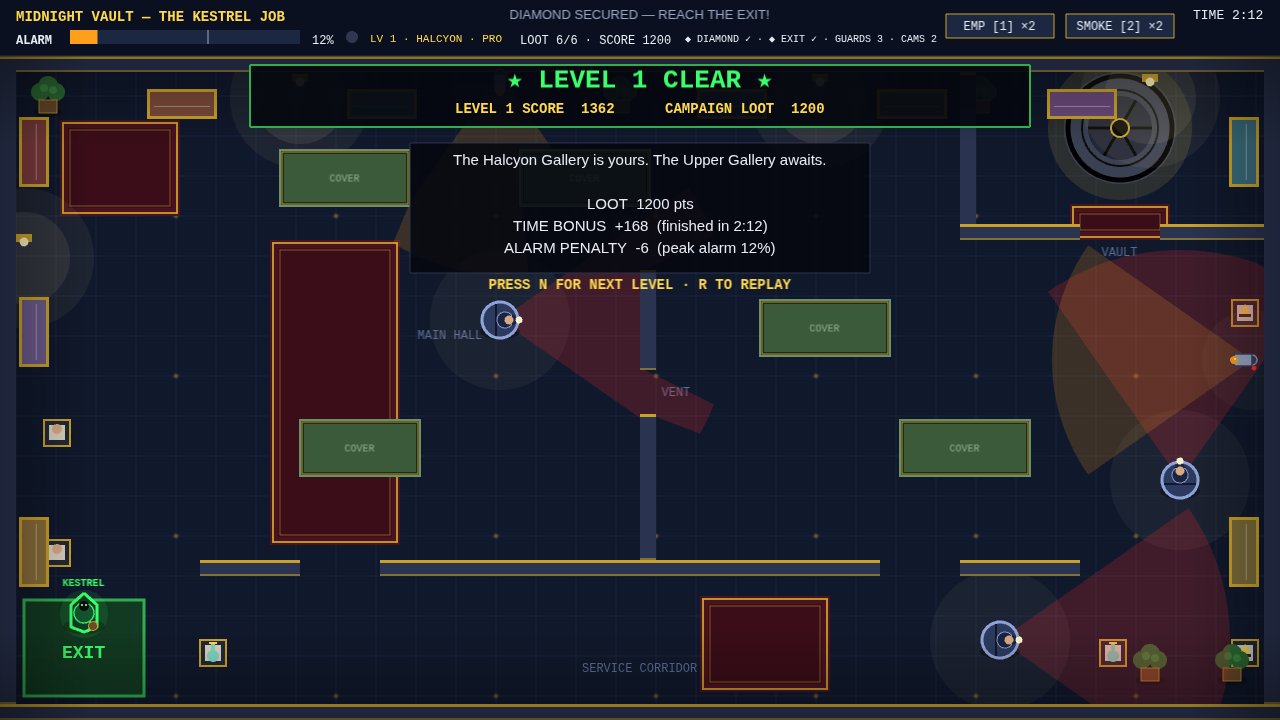 MIDNIGHT VAULT — THE KESTREL JOB
DIAMOND SECURED — REACH THE EXIT!
EMP [1] ×2
SMOKE [2] ×2
TIME 2:12
ALARM
12%
LV 1 · HALCYON · PRO
LOOT 6/6 · SCORE 1200
◆ DIAMOND ✓ · ◆ EXIT ✓ · GUARDS 3 · CAMS 2
★ LEVEL 1 CLEAR ★
LEVEL 1 SCORE 1362
CAMPAIGN LOOT 1200
The Halcyon Gallery is yours. The Upper Gallery awaits.
COVER
COVER
LOOT 1200 pts
TIME BONUS +168 (finished in 2:12)
ALARM PENALTY -6 (peak alarm 12%)
VAULT
PRESS N FOR NEXT LEVEL · R TO REPLAY
MAIN HALL
COVER
VENT
COVER
COVER
KESTREL
EXIT
SERVICE CORRIDOR